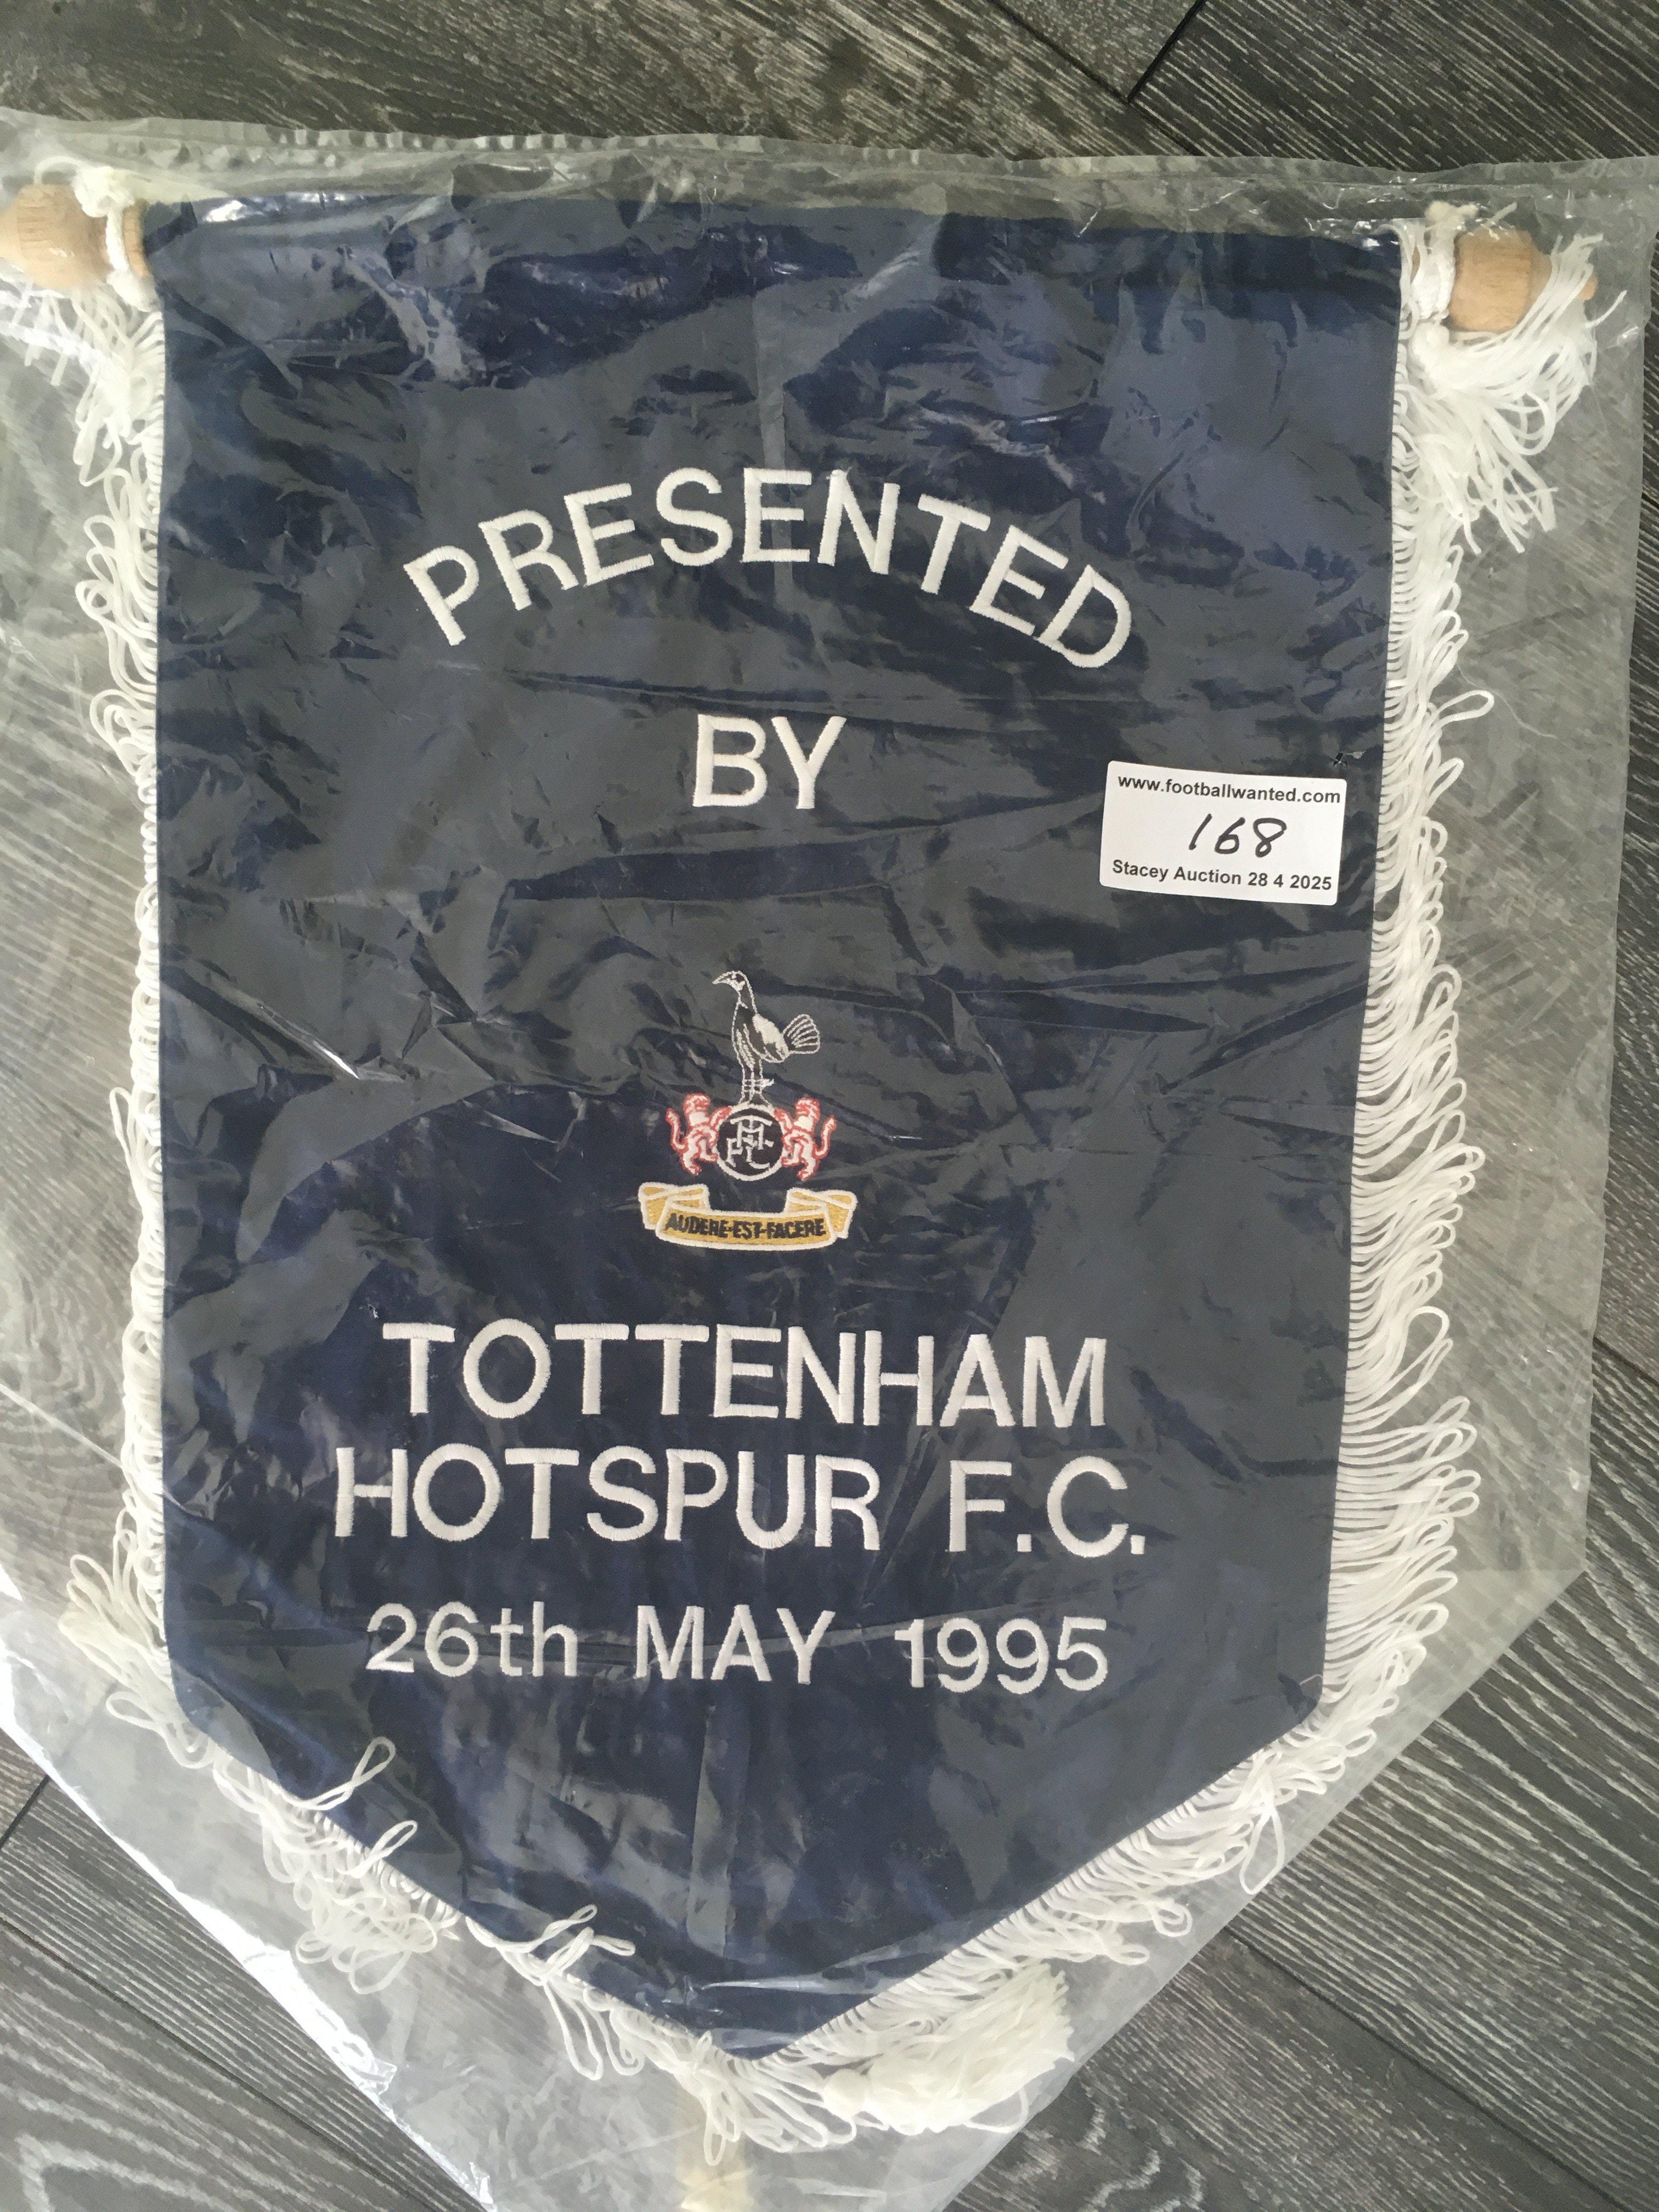 PRESENTED
BY
www.footballwanted.com
168
Stacey Auction 28 4 2025
THFC
AUDERE·EST·FACERE
TOTTENHAM
HOTSPUR F.C.
26th MAY 1995